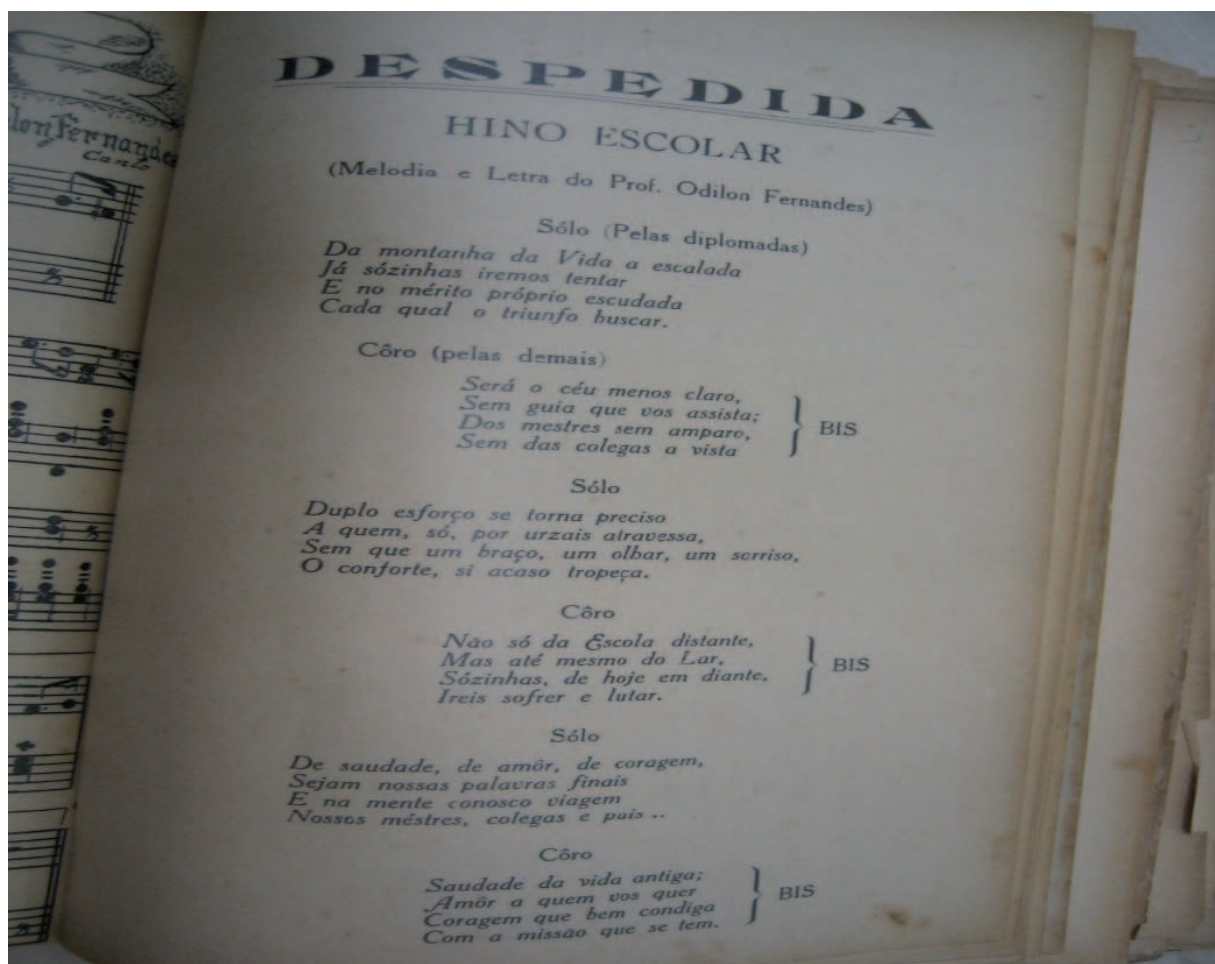 lon Fernandes
Canto
DESPEDIDA
HINO ESCOLAR
(Melodia e Letra do Prof. Odilon Fernandes)
Sólo (Pelas diplomadas)
Da montanha da Vida a escalada
Já sózinhas iremos tentar
E no mérito próprio escudada
Cada qual o triunfo buscar.
Côro (pelas demais)
Será o céu menos claro,
Sem guia que vos assista;
Dos mestres sem amparo,
Sem das colegas a vista
BIS
Sólo
Duplo esforço se torna preciso
A quem, só, por urzais atravessa,
Sem que um braço, um olhar, um sorriso,
O conforte, si acaso tropeça.
Côro
Não só da Escola distante,
Mas até mesmo do Lar,
Sózinhas, de hoje em diante,
Ireis sofrer e lutar.
BIS
Sólo
De saudade, de amôr, de coragem,
Sejam nossas palavras finais
E na mente conosco viagem
Nossos méstres, colegas e pais ..
Côro
Saudade da vida antiga;
Amôr a quem vos quer
Coragem que bem condiga
Com a missão que se tem.
BIS